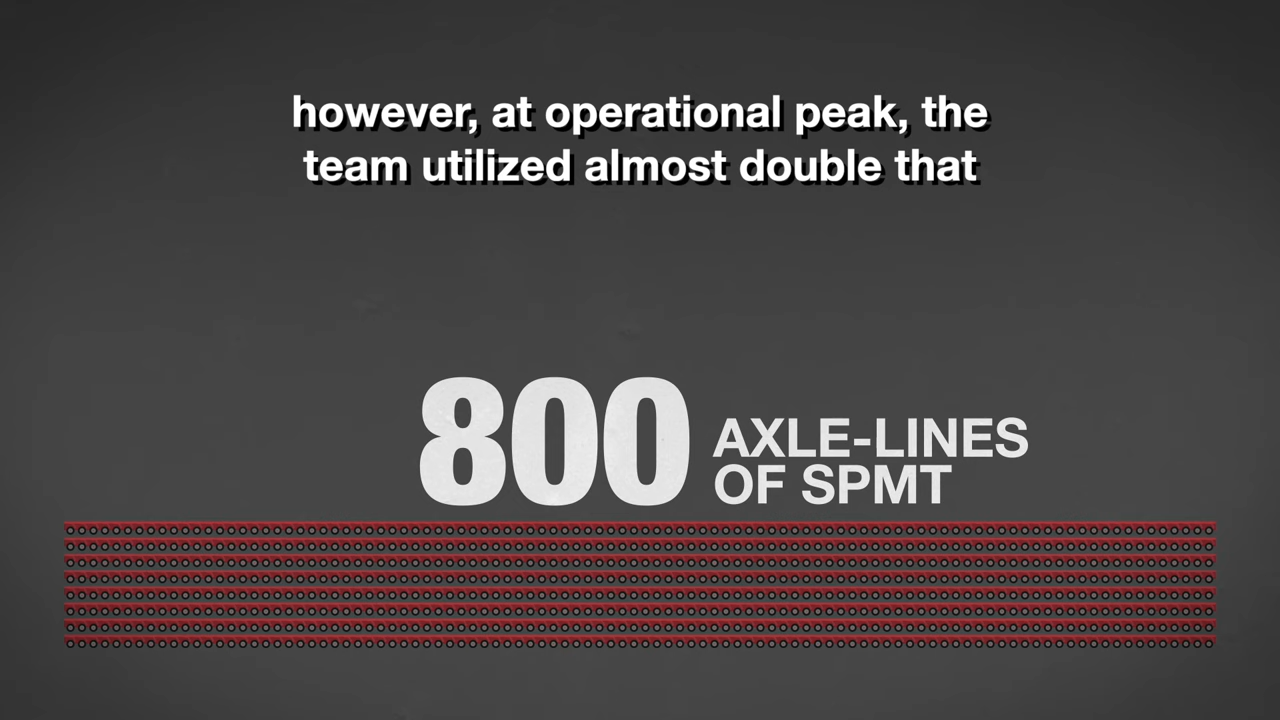 however, at operational peak, the
team utilized almost double that
800 AXLE-LINES
OF SPMT